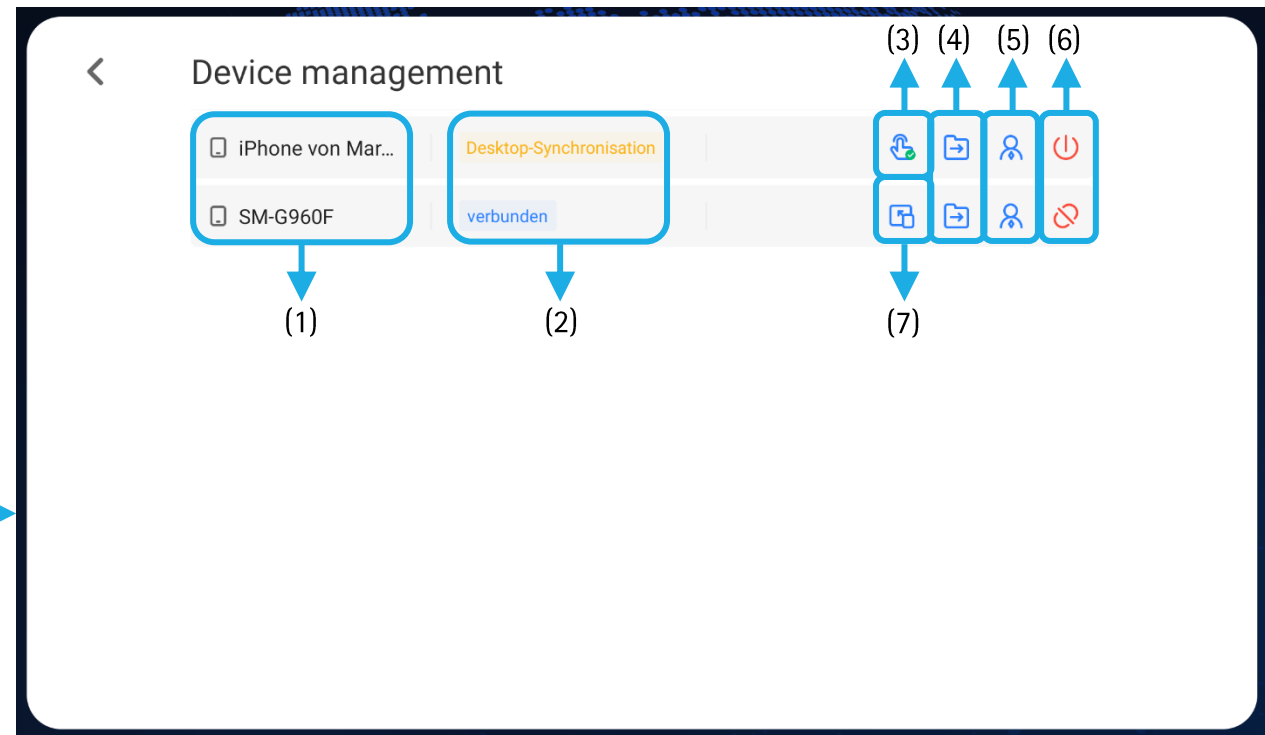 (3) (4) (5) (6)
Device management
iPhone von Mar... Desktop-Synchronisation
SM-G960F verbunden
(1) (2) (7)